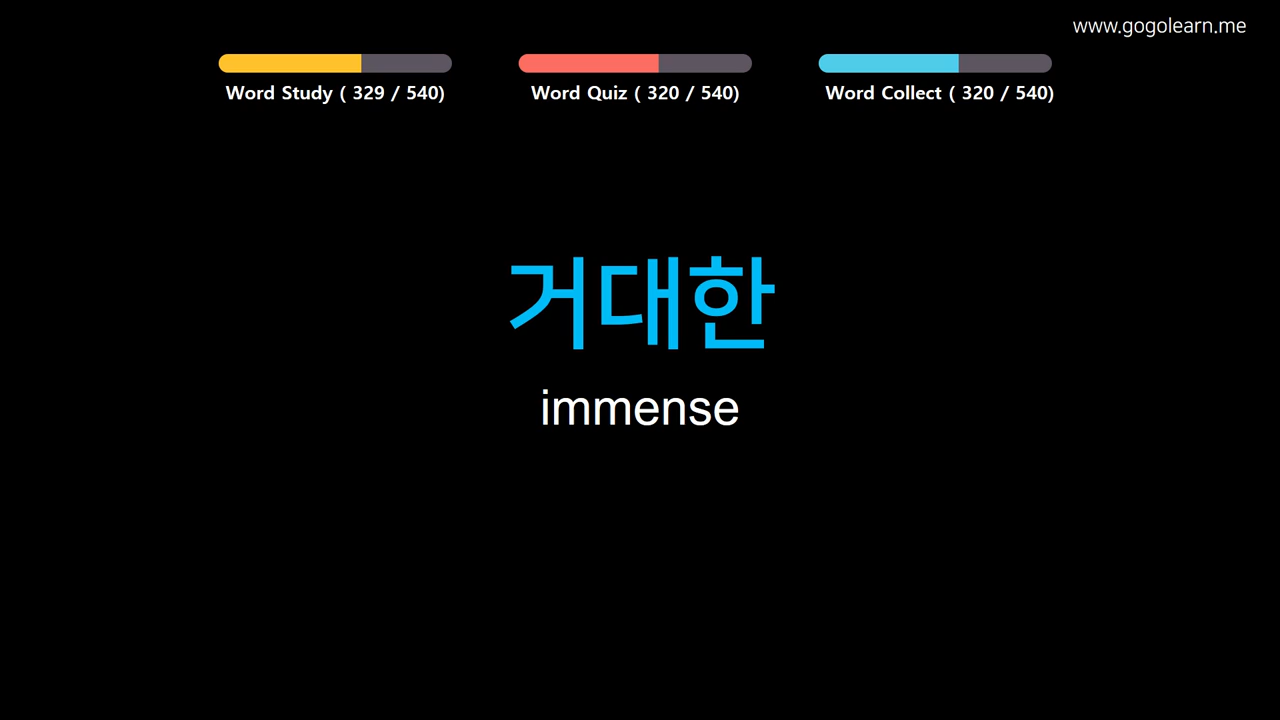 www.gogolearn.me
Word Study ( 329 / 540)
Word Quiz ( 320 / 540)
Word Collect ( 320 / 540)
거대한
immense